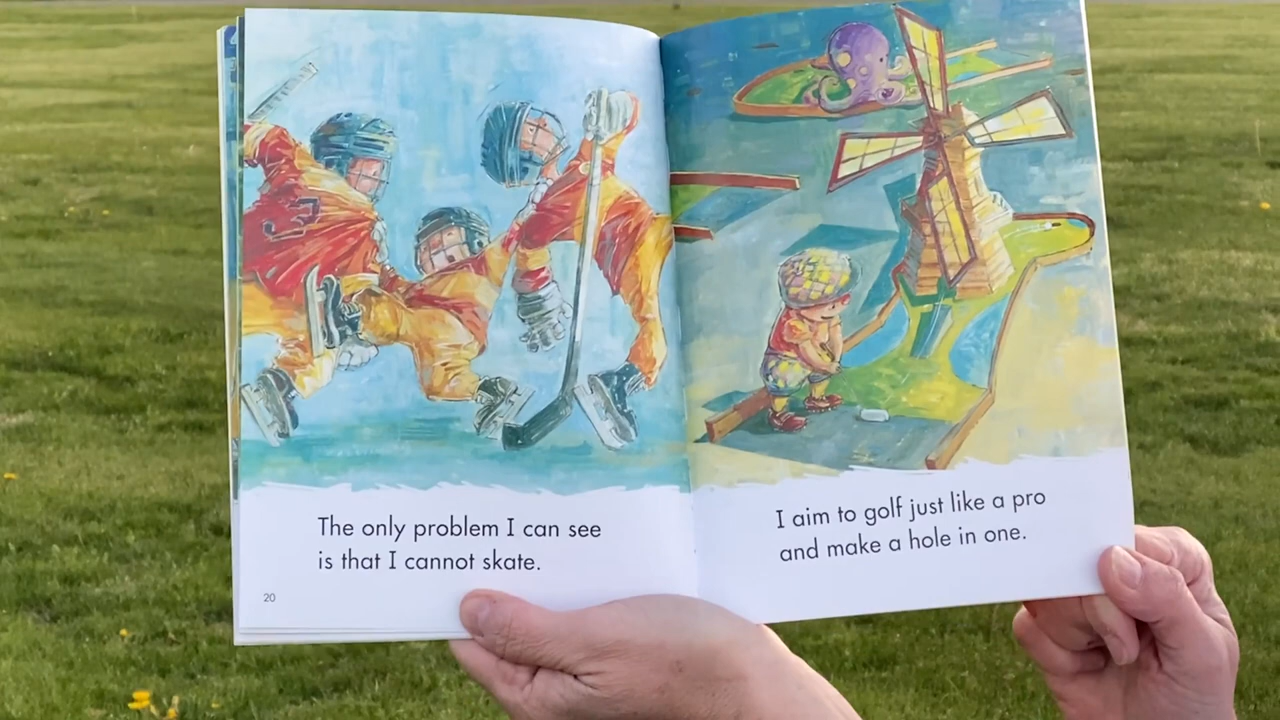 The only problem I can see
is that I cannot skate.
20
I aim to golf just like a pro
and make a hole in one.